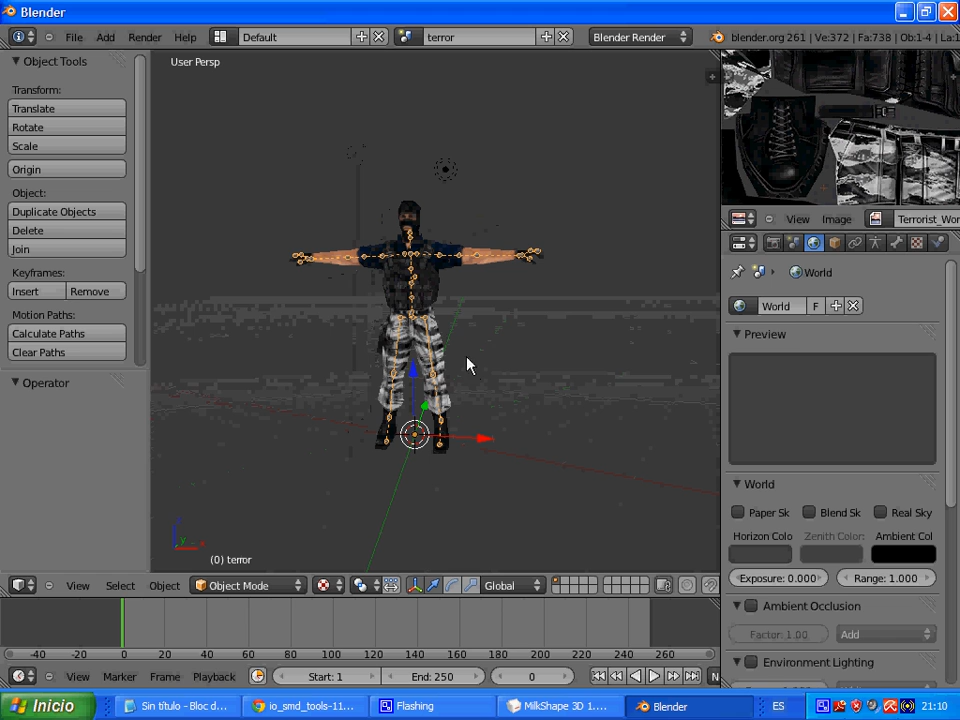 Blender
File Add Render Help Default terror Blender Render blender.org 261 | Ve:372 | Fa:738 | Ob:1-4 | La:1
Object Tools
Transform:
Translate
Rotate
Scale
Origin
Object:
Duplicate Objects
Delete
Join
Keyframes:
Insert Remove
Motion Paths:
Calculate Paths
Clear Paths
Operator
User Persp
(0) terror
View Select Object Object Mode Global
View Image Terrorist_Wor
World
World F
Preview
World
Paper Sk Blend Sk Real Sky
Horizon Colo Zenith Color: Ambient Col
Exposure: 0.000 Range: 1.000
Ambient Occlusion
Factor: 1.00 Add
Environment Lighting
-40 -20 0 20 40 60 80 100 120 140 160 180 200 220 240 260
View Marker Frame Playback Start: 1 End: 250 0 N
Inicio Sin título - Bloc d... io_smd_tools-11... Flashing MilkShape 3D 1.... Blender ES 21:10